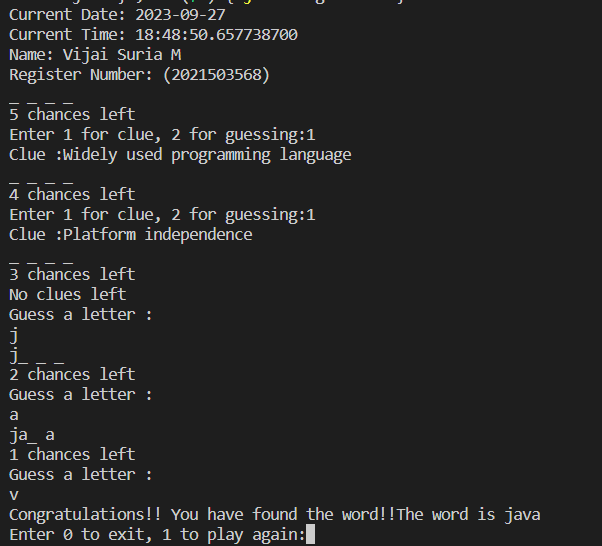 Current Date: 2023-09-27
Current Time: 18:48:50.657738700
Name: Vijai Suria M
Register Number: (2021503568)
_ _ _ _
5 chances left
Enter 1 for clue, 2 for guessing:1
Clue :Widely used programming language
_ _ _ _
4 chances left
Enter 1 for clue, 2 for guessing:1
Clue :Platform independence
_ _ _ _
3 chances left
No clues left
Guess a letter :
j
j_ _ _
2 chances left
Guess a letter :
a
ja_ a
1 chances left
Guess a letter :
v
Congratulations!! You have found the word!!The word is java
Enter 0 to exit, 1 to play again: